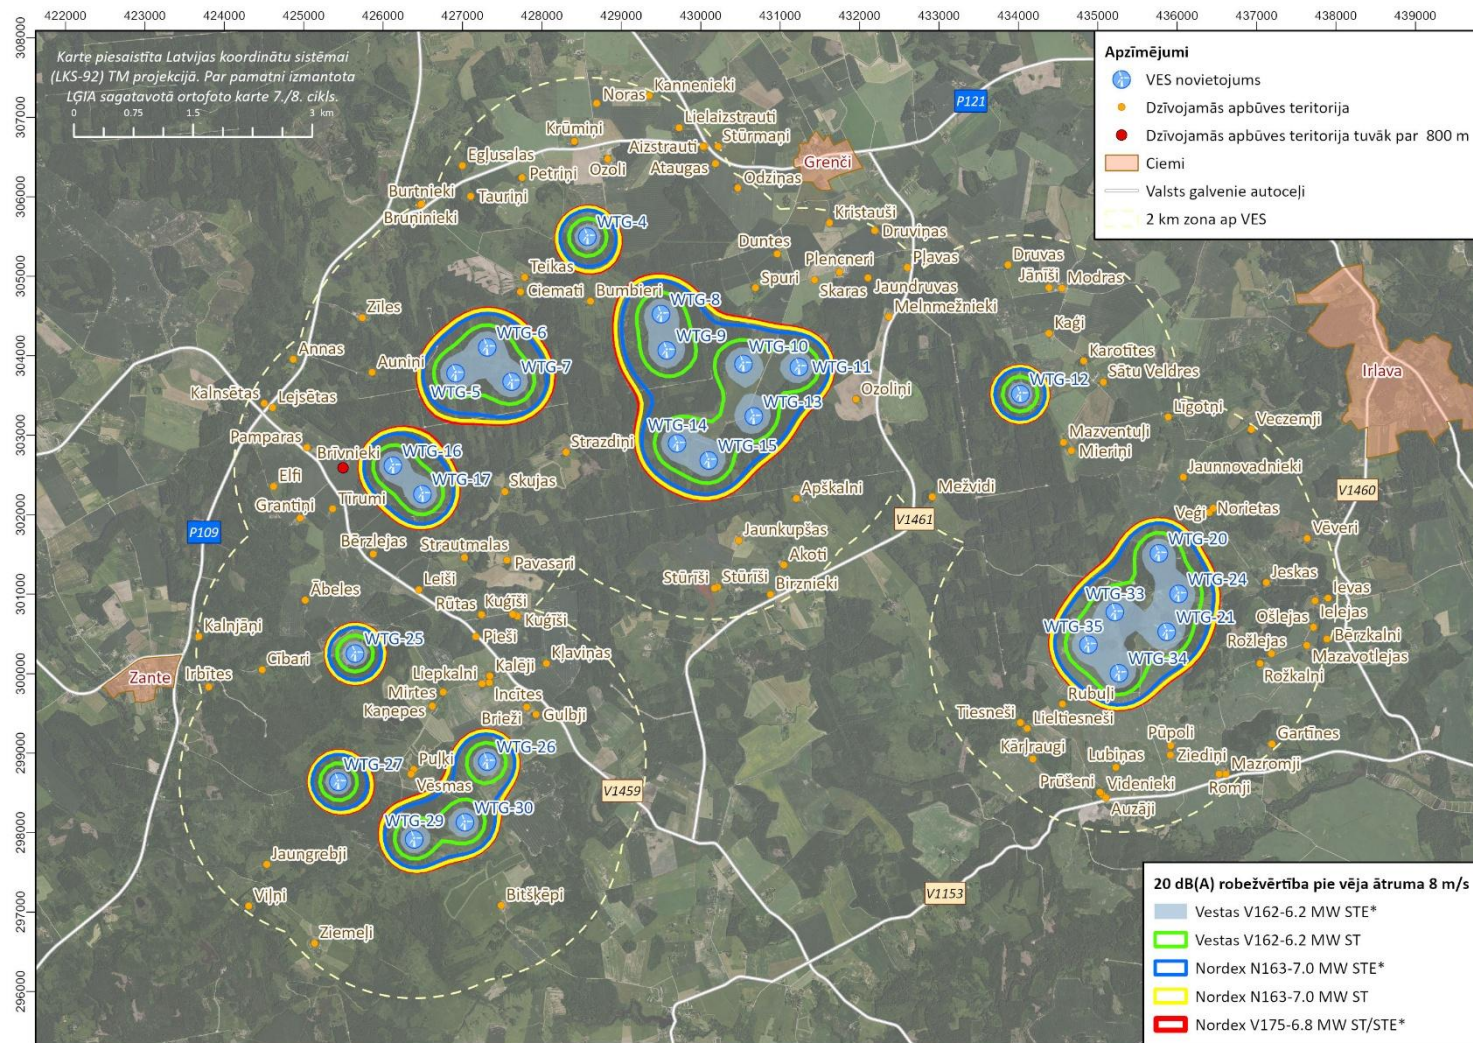 422000 423000 424000 425000 426000 427000 428000 429000 430000 431000 432000 433000 434000 435000 436000 437000 438000 439000
308000
307000
306000
305000
304000
303000
302000
301000
300000
299000
298000
297000
296000
Karte piesaistīta Latvijas koordinātu sistēmai
(LKS-92) TM projekcijā. Par pamatni izmantota
LĢIA sagatavotā ortofoto karte 7./8. cikls.
0 0.75 1.5 3 km
Apzīmējumi
VES novietojums
Dzīvojamās apbūves teritorija
Dzīvojamās apbūves teritorija tuvāk par 800 m
Ciemi
Valsts galvenie autoceļi
2 km zona ap VES
P121
Kannenieki
Noras
Lielaizstrauti
Krūmiņi
Stūrmaņi
Aizstrauti
Grenči
Eglusalas
Ozoli
Ataugas
Petriņi
Odziņas
Burtnieki
Tauriņi
Bruņinieki
WTG-4
Kristauši
Druviņas
Duntes
Plencneri
Pļavas
Druvas
Teikas
Spuri
Jāņīši
Modras
Ciemati
Bumbieri
Skaras
Jaundruvas
WTG-8
Melnmežnieki
Zīles
Kaģi
WTG-6
WTG-9
WTG-10
Annas
Auniņi
WTG-7
WTG-11
Karotītes
WTG-5
WTG-12
Sātu Veldres
Irlava
Kalnsētas
Lejsētas
WTG-13
Ozoliņi
Līgotņi
Veczemji
Pamparas
WTG-14
Mazventuļi
Brīvnieki
WTG-16
Strazdiņi
WTG-15
Mieriņi
Elfi
WTG-17
Skujas
Jaunnovadnieki
Apškalni
Mežvidi
V1460
Grantiņi
Tīrumi
V1461
Veģi
Norietas
P109
Jaunkupšas
Vēveri
Bērzlejas
Strautmalas
WTG-20
Pavasari
Akoti
Stūrīši
Stūrīši
Birznieki
WTG-24
Jeskas
Ābeles
Leiši
Ievas
Rūtas
Kuģīši
WTG-33
Ošlejas
Ielejas
Kuģīši
WTG-21
Kalnjāņi
Pieši
WTG-35
Rožlejas
Bērzkalni
WTG-25
Mazavotlejas
Cībari
Liepkalni
Kalēji
Kļaviņas
WTG-34
Rožkalni
Zante
Irbītes
Mirtes
Incītes
Rubuļi
Kaņepes
Brieži
Gulbji
Tiesneši
Lieltiesneši
Pūpoli
Gartīnes
Kārļraugi
Lubiņas
Ziediņi
WTG-26
Puļķi
WTG-27
Vēsmas
Prūšeni
Videnieki
Mazromji
Romji
Auzāji
V1459
WTG-30
WTG-29
Jaungrebji
Bitšķēpi
V1153
Viļņi
Ziemeļi
20 dB(A) robežvērtība pie vēja ātruma 8 m/s
Vestas V162-6.2 MW STE*
Vestas V162-6.2 MW ST
Nordex N163-7.0 MW STE*
Nordex N163-7.0 MW ST
Nordex V175-6.8 MW ST/STE*